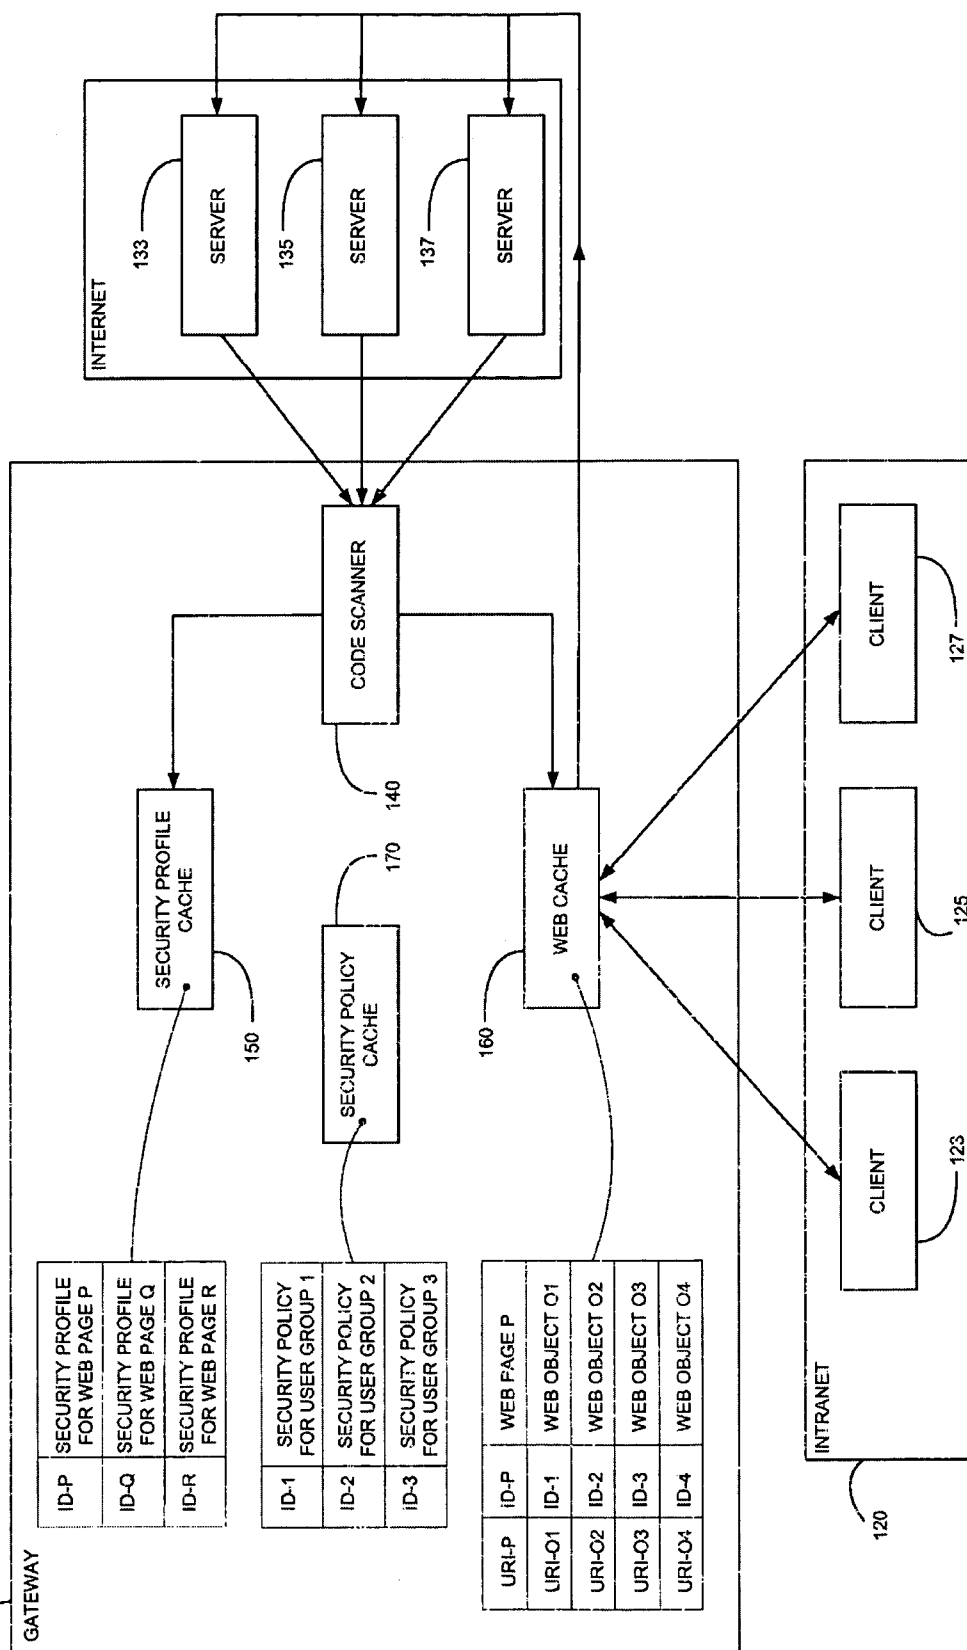 GATEWAY
ID-P
SECURITY PROFILE
FOR WEB PAGE P
ID-Q
SECURITY PROFILE
FOR WEB PAGE Q
ID-R
SECURITY PROFILE
FOR WEB PAGE R
ID-1
SECURITY POLICY
FOR USER GROUP 1
ID-2
SECURITY POLICY
FOR USER GROUP 2
ID-3
SECURITY POLICY
FOR USER GROUP 3
URI-P
ID-P
WEB PAGE P
URI-O1
ID-1
WEB OBJECT O1
URI-O2
ID-2
WEB OBJECT O2
URI-O3
ID-3
WEB OBJECT O3
URI-O4
ID-4
WEB OBJECT O4
SECURITY PROFILE
CACHE
150
SECURITY POLICY
CACHE
170
WEB CACHE
160
CODE SCANNER
140
INTERNET
SERVER
133
SERVER
135
SERVER
137
INTRANET
120
CLIENT
123
CLIENT
125
CLIENT
127